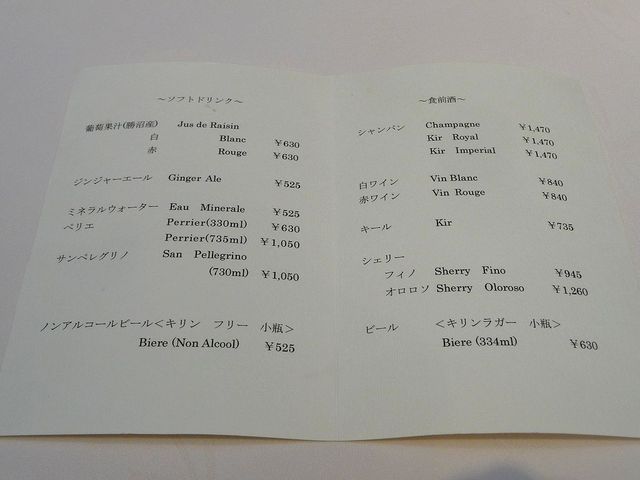 ~ソフトドリンク~
葡萄果汁(勝沼産) Jus de Raisin
白 Blanc ¥630
赤 Rouge ¥630
ジンジャーエール Ginger Ale ¥525
ミネラルウォーター Eau Minerale ¥525
ペリエ Perrier(330ml) ¥630
Perrier(735ml) ¥1,050
サンペレグリノ San Pellegrino
(730ml) ¥1,050
ノンアルコールビール<キリン フリー 小瓶>
Biere (Non Alcool) ¥525
~食前酒~
シャンパン Champagne ¥1,470
Kir Royal ¥1,470
Kir Imperial ¥1,470
白ワイン Vin Blanc ¥840
赤ワイン Vin Rouge ¥840
キール Kir ¥735
シェリー
フィノ Sherry Fino ¥945
オロロソ Sherry Oloroso ¥1,260
ビール <キリンラガー 小瓶>
Biere (334ml) ¥630